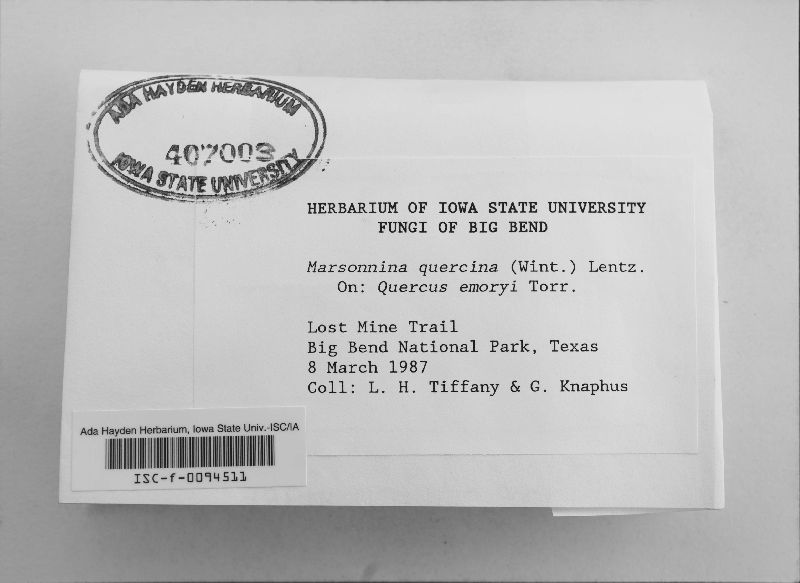 ADA HAYDEN HERBARIUM
407003
IOWA STATE UNIVERSITY
HERBARIUM OF IOWA STATE UNIVERSITY
FUNGI OF BIG BEND
Marsonnina quercina (Wint.) Lentz.
On: Quercus emoryi Torr.
Lost Mine Trail
Big Bend National Park, Texas
8 March 1987
Coll: L. H. Tiffany & G. Knaphus
Ada Hayden Herbarium, Iowa State Univ.-ISC/IA
ISC-f-0094511